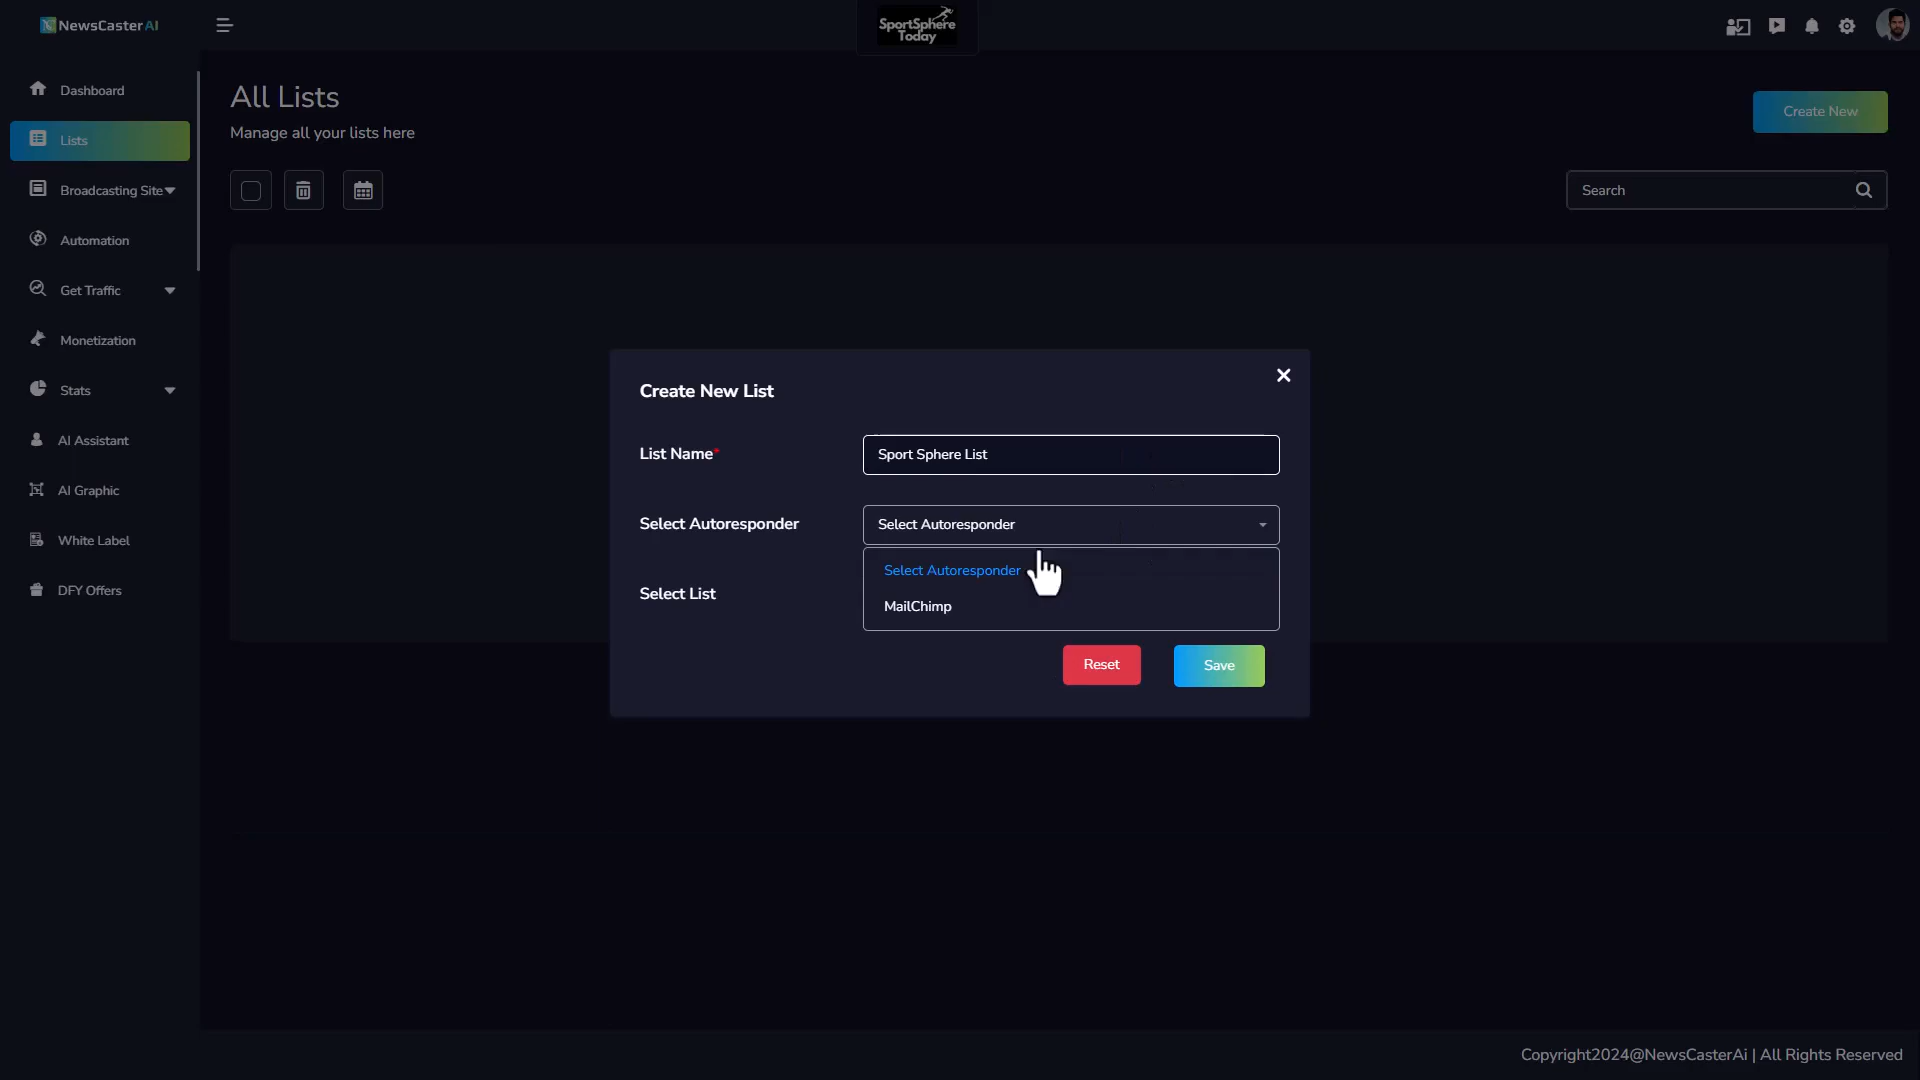 NewsCasterAI
SportSphere
Today
Dashboard
Lists
Broadcasting Site
Automation
Get Traffic
Monetization
Stats
AI Assistant
AI Graphic
White Label
DFY Offers
All Lists
Manage all your lists here
Create New
Search
Create New List
List Name*
Sport Sphere List
Select Autoresponder
Select Autoresponder
Select Autoresponder
MailChimp
Select List
Reset
Save
Copyright2024@NewsCasterAi | All Rights Reserved